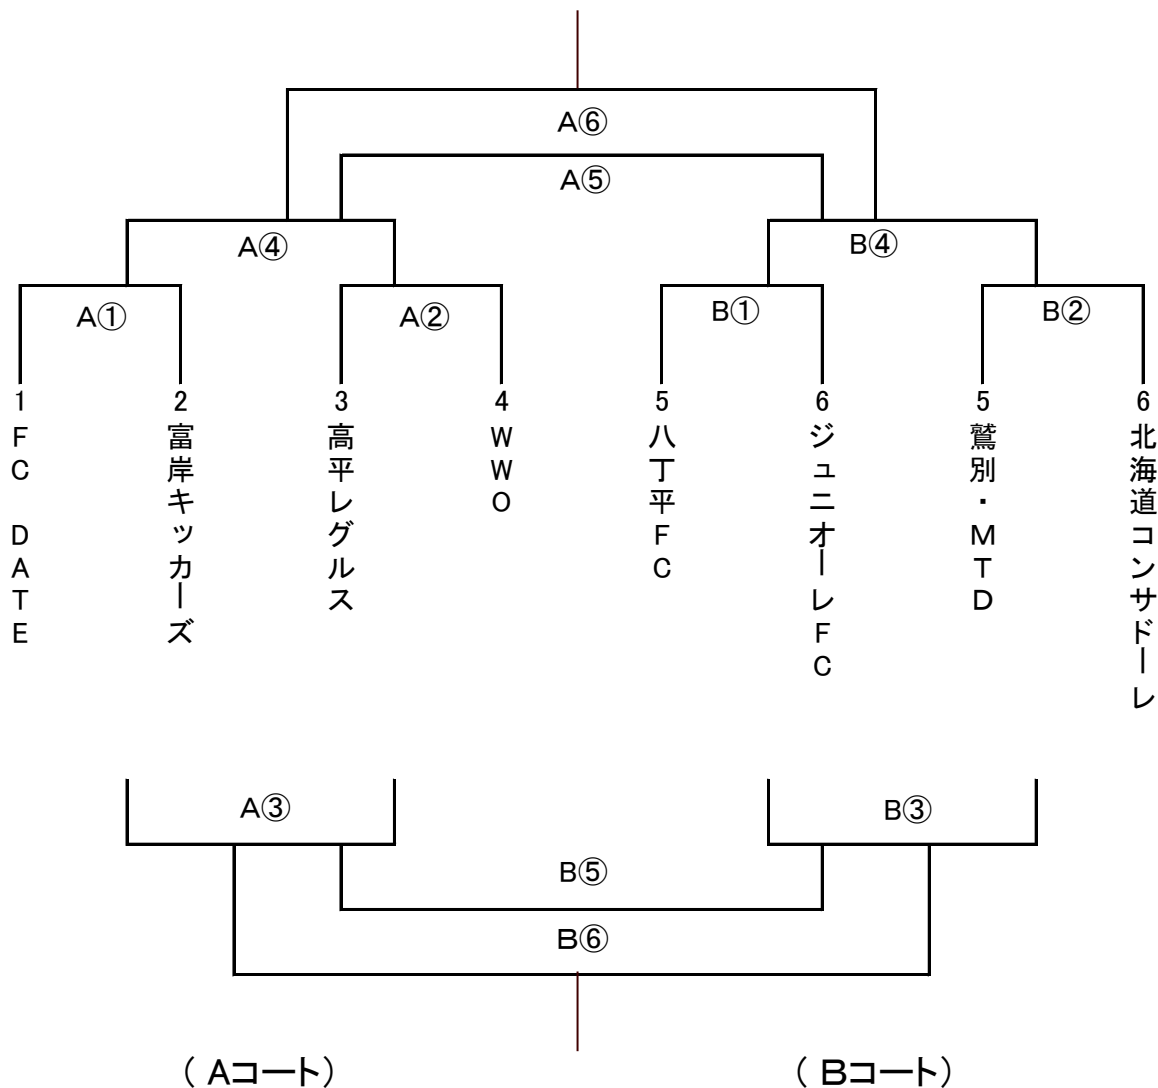 A⑥
A⑤
A④
B④
A①
A②
B①
B②
1
FC DATE
2
富岸キッカーズ
3
高平レグルス
4
WWO
5
八丁平FC
6
ジュニオーレFC
5
鷲別・MTD
6
北海道コンサドーレ
A③
B③
B⑤
B⑥
（Aコート）
（Bコート）